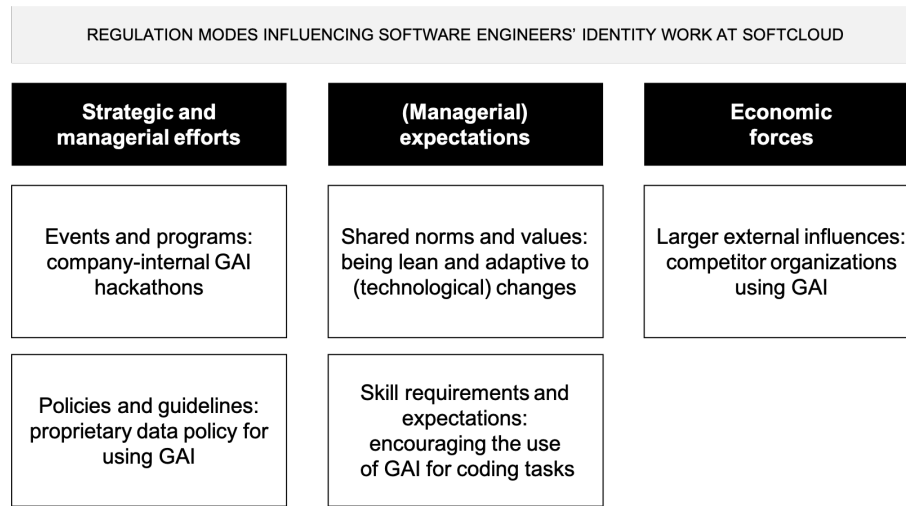 REGULATION MODES INFLUENCING SOFTWARE ENGINEERS’ IDENTITY WORK AT SOFTCLOUD
Strategic and
managerial efforts
(Managerial)
expectations
Economic
forces
Events and programs:
company-internal GAI
hackathons
Shared norms and values:
being lean and adaptive to
(technological) changes
Larger external influences:
competitor organizations
using GAI
Policies and guidelines:
proprietary data policy for
using GAI
Skill requirements and
expectations:
encouraging the use
of GAI for coding tasks